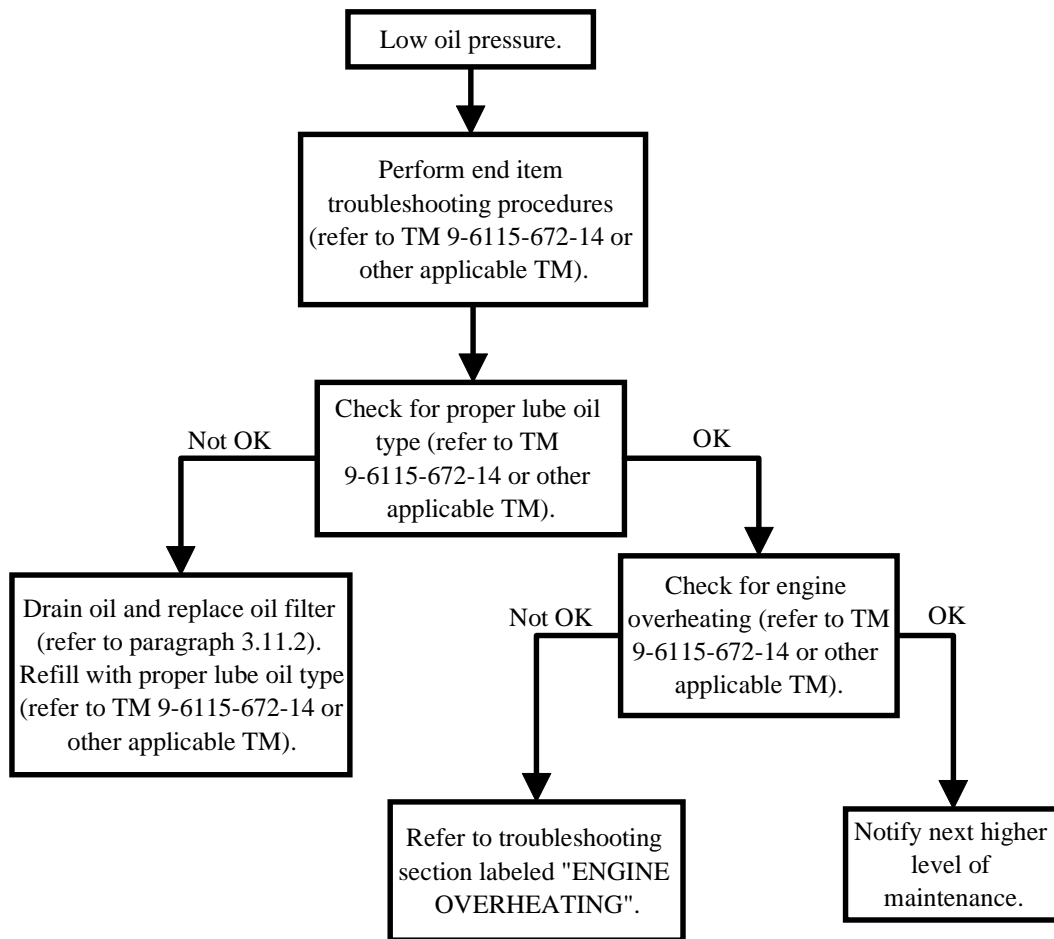 Low oil pressure.
Perform end item
troubleshooting procedures
(refer to TM 9-6115-672-14 or
other applicable TM).
Check for proper lube oil
type (refer to TM
9-6115-672-14 or other
applicable TM).
Not OK
OK
Drain oil and replace oil filter
(refer to paragraph 3.11.2).
Refill with proper lube oil type
(refer to TM 9-6115-672-14 or
other applicable TM).
Check for engine
overheating (refer to TM
9-6115-672-14 or other
applicable TM).
Not OK
OK
Refer to troubleshooting
section labeled "ENGINE
OVERHEATING".
Notify next higher
level of
maintenance.